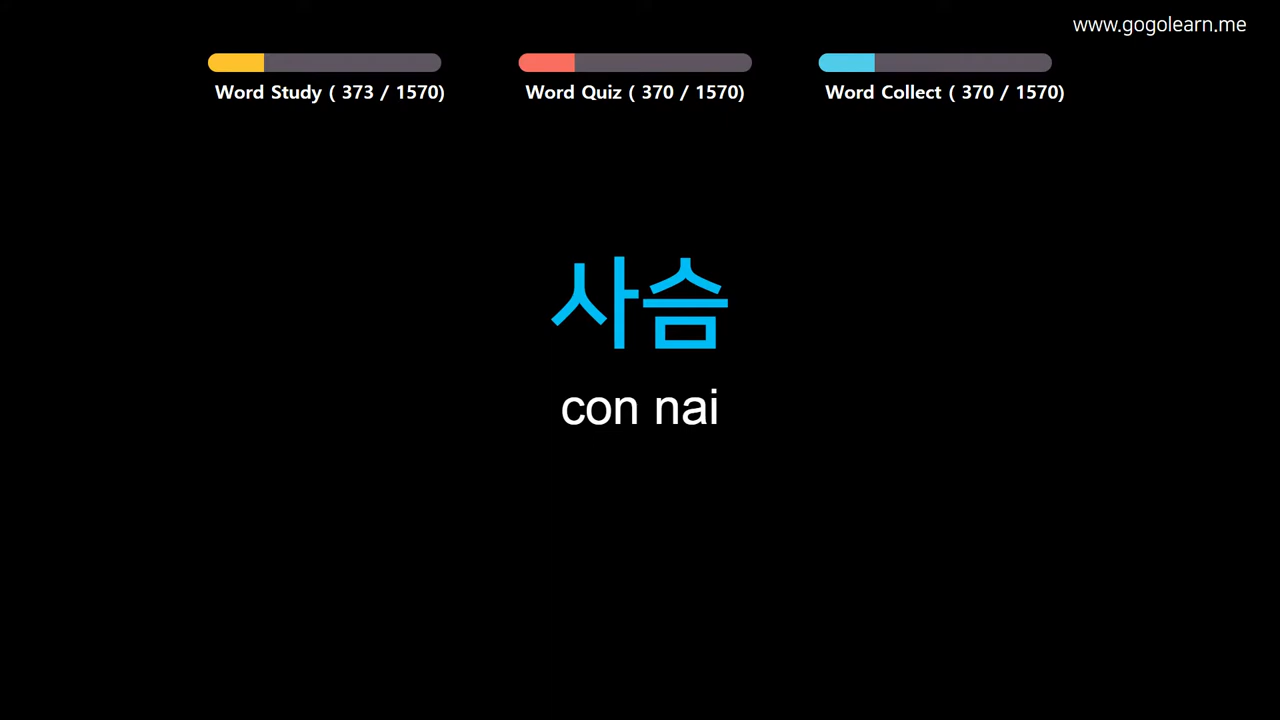 www.gogolearn.me
Word Study ( 373 / 1570)
Word Quiz ( 370 / 1570)
Word Collect ( 370 / 1570)
사슴
con nai